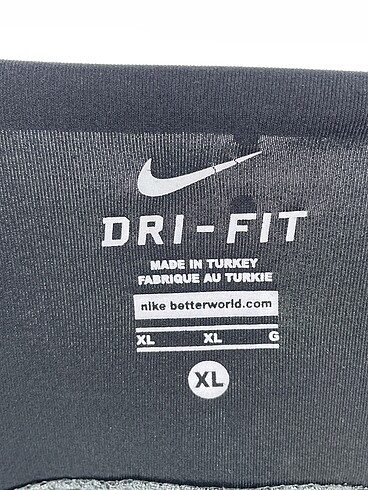 DRI-FIT
MADE IN TURKEY
FABRIQUE AU TURKIE
nike betterworld.com
XL XL G
XL